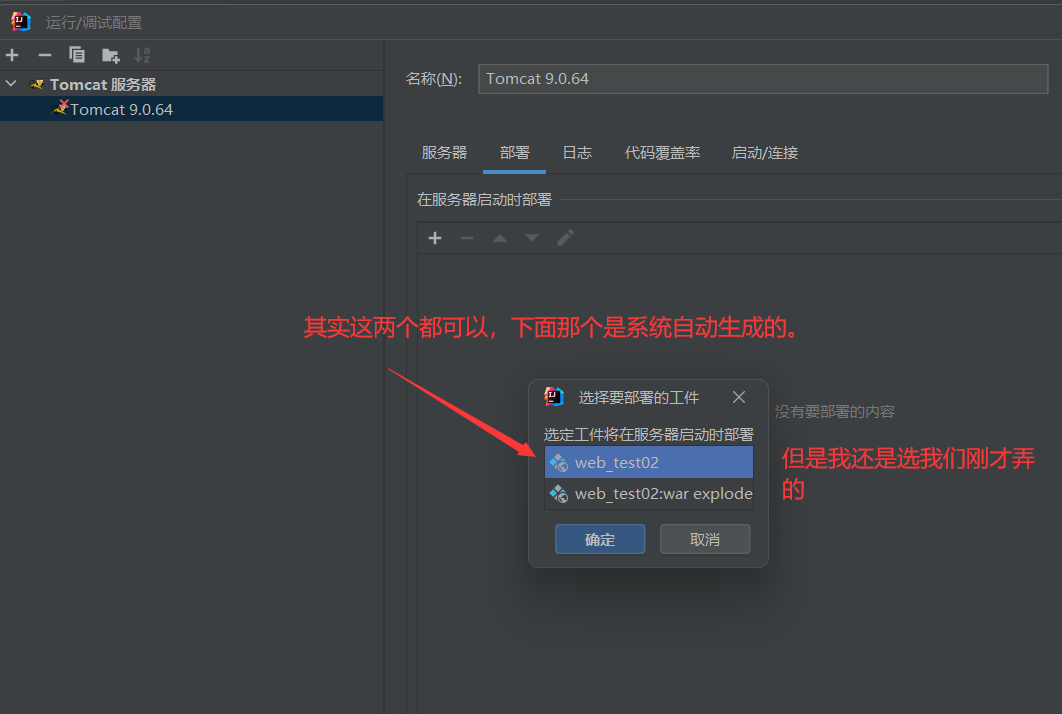 运行/调试配置
Tomcat 服务器
Tomcat 9.0.64
名称(N):
Tomcat 9.0.64
服务器
部署
日志
代码覆盖率
启动/连接
在服务器启动时部署
其实这两个都可以，下面那个是系统自动生成的。
选择要部署的工件
没有要部署的内容
选定工件将在服务器启动时部署
web_test02
但是我还是选我们刚才弄
的
web_test02:war explode
确定
取消